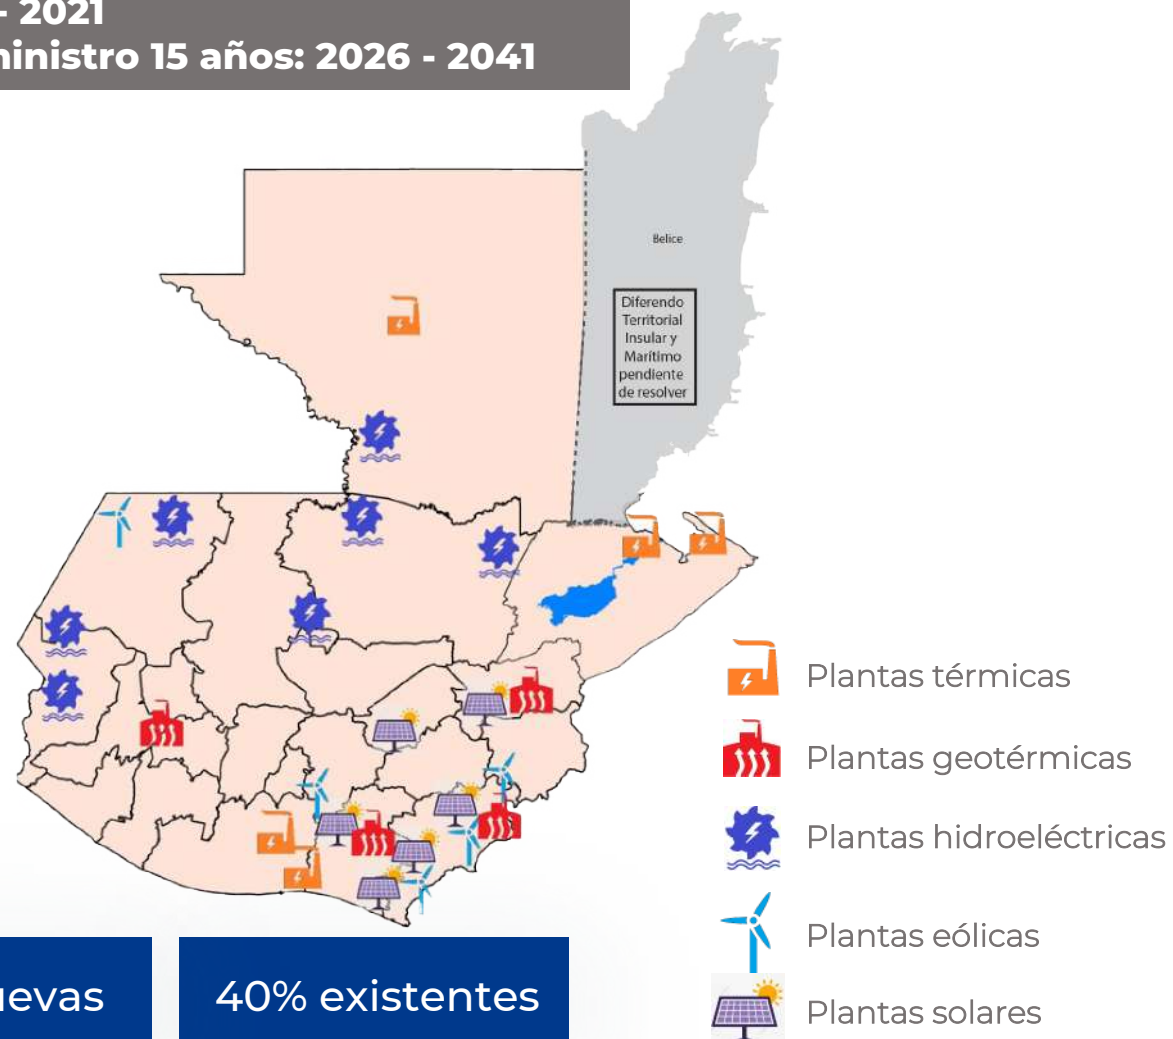 - 2021
ministro 15 años: 2026 - 2041
Belice
Diferendo
Territorial
Insular y
Marítimo
pendiente
de resolver
Plantas térmicas
Plantas geotérmicas
Plantas hidroeléctricas
Plantas eólicas
Plantas solares
uevas
40% existentes